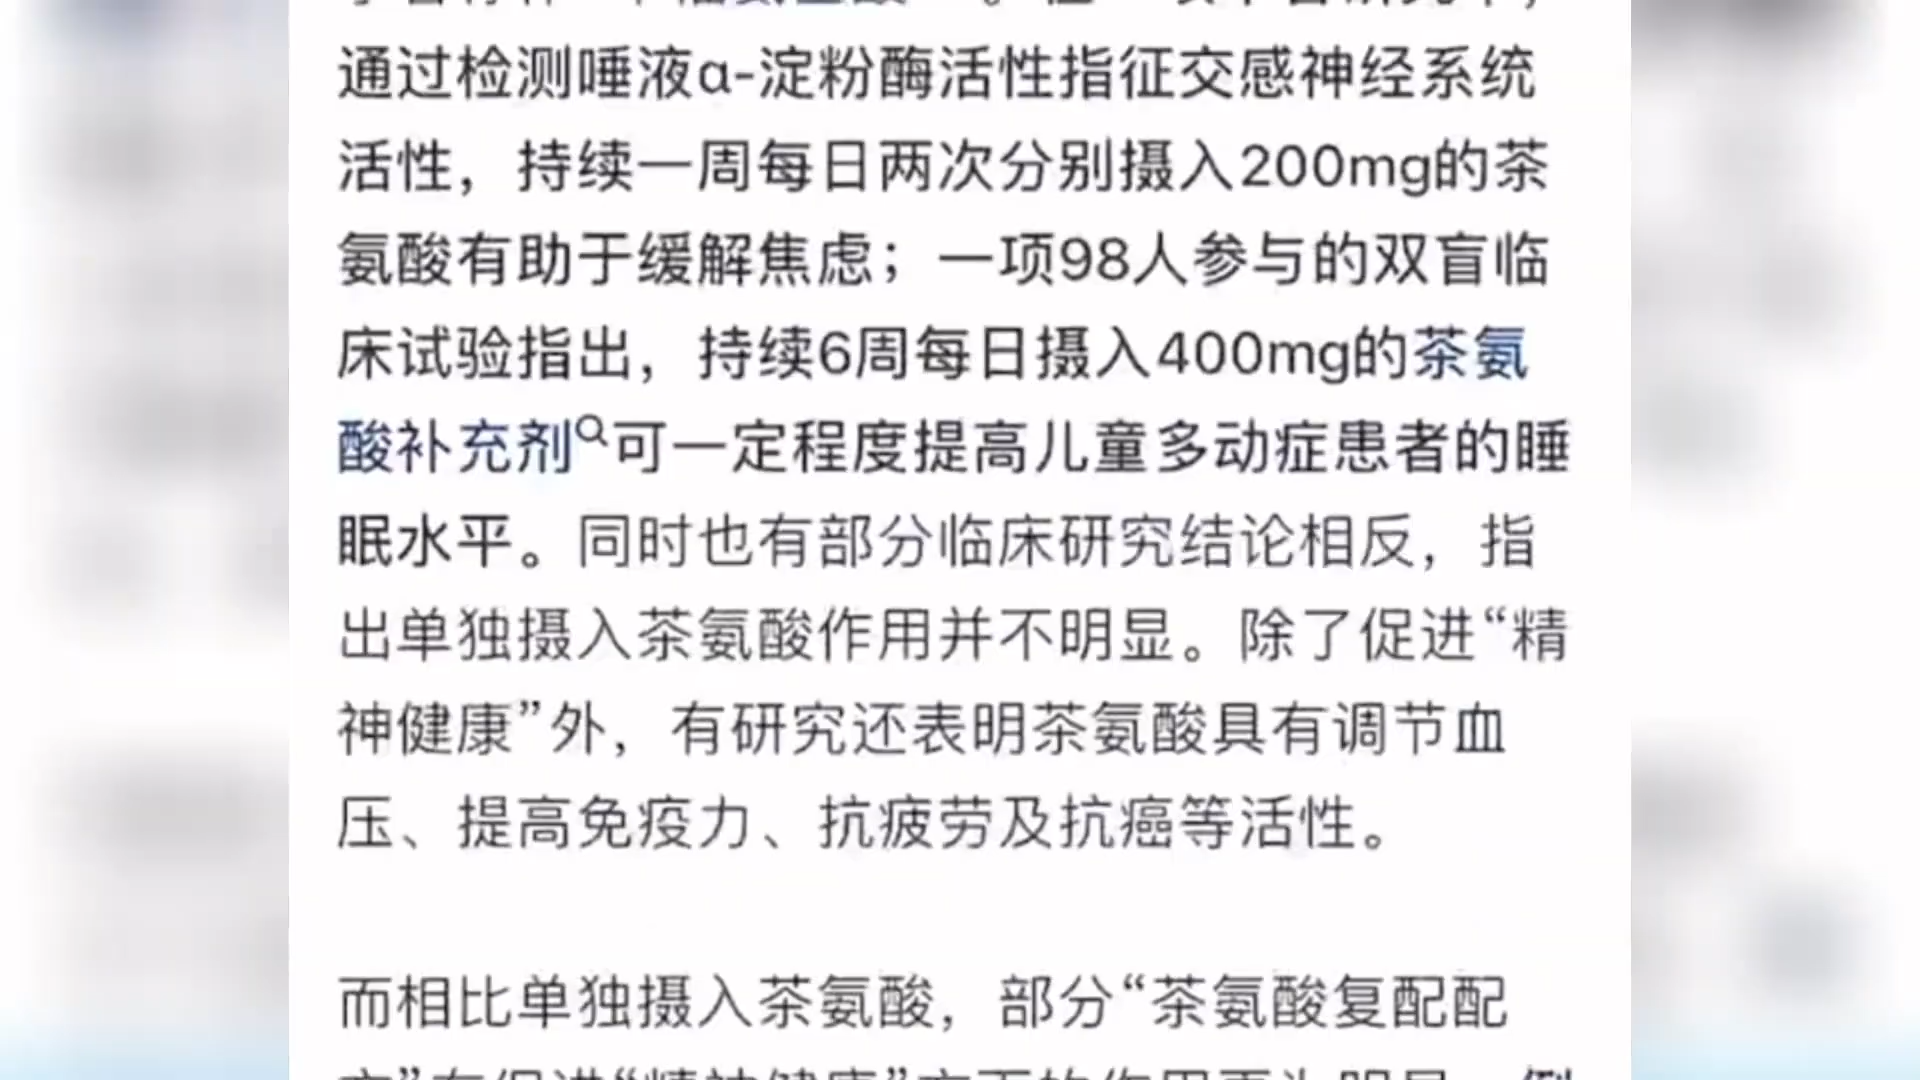 通过检测唾液α-淀粉酶活性指征交感神经系统
活性，持续一周每日两次分别摄入200mg的茶
氨酸有助于缓解焦虑；一项98人参与的双盲临
床试验指出，持续6周每日摄入400mg的茶氨
酸补充剂可一定程度提高儿童多动症患者的睡
眠水平。同时也有部分临床研究结论相反，指
出单独摄入茶氨酸作用并不明显。除了促进“精
神健康”外，有研究还表明茶氨酸具有调节血
压、提高免疫力、抗疲劳及抗癌等活性。
而相比单独摄入茶氨酸，部分“茶氨酸复配配